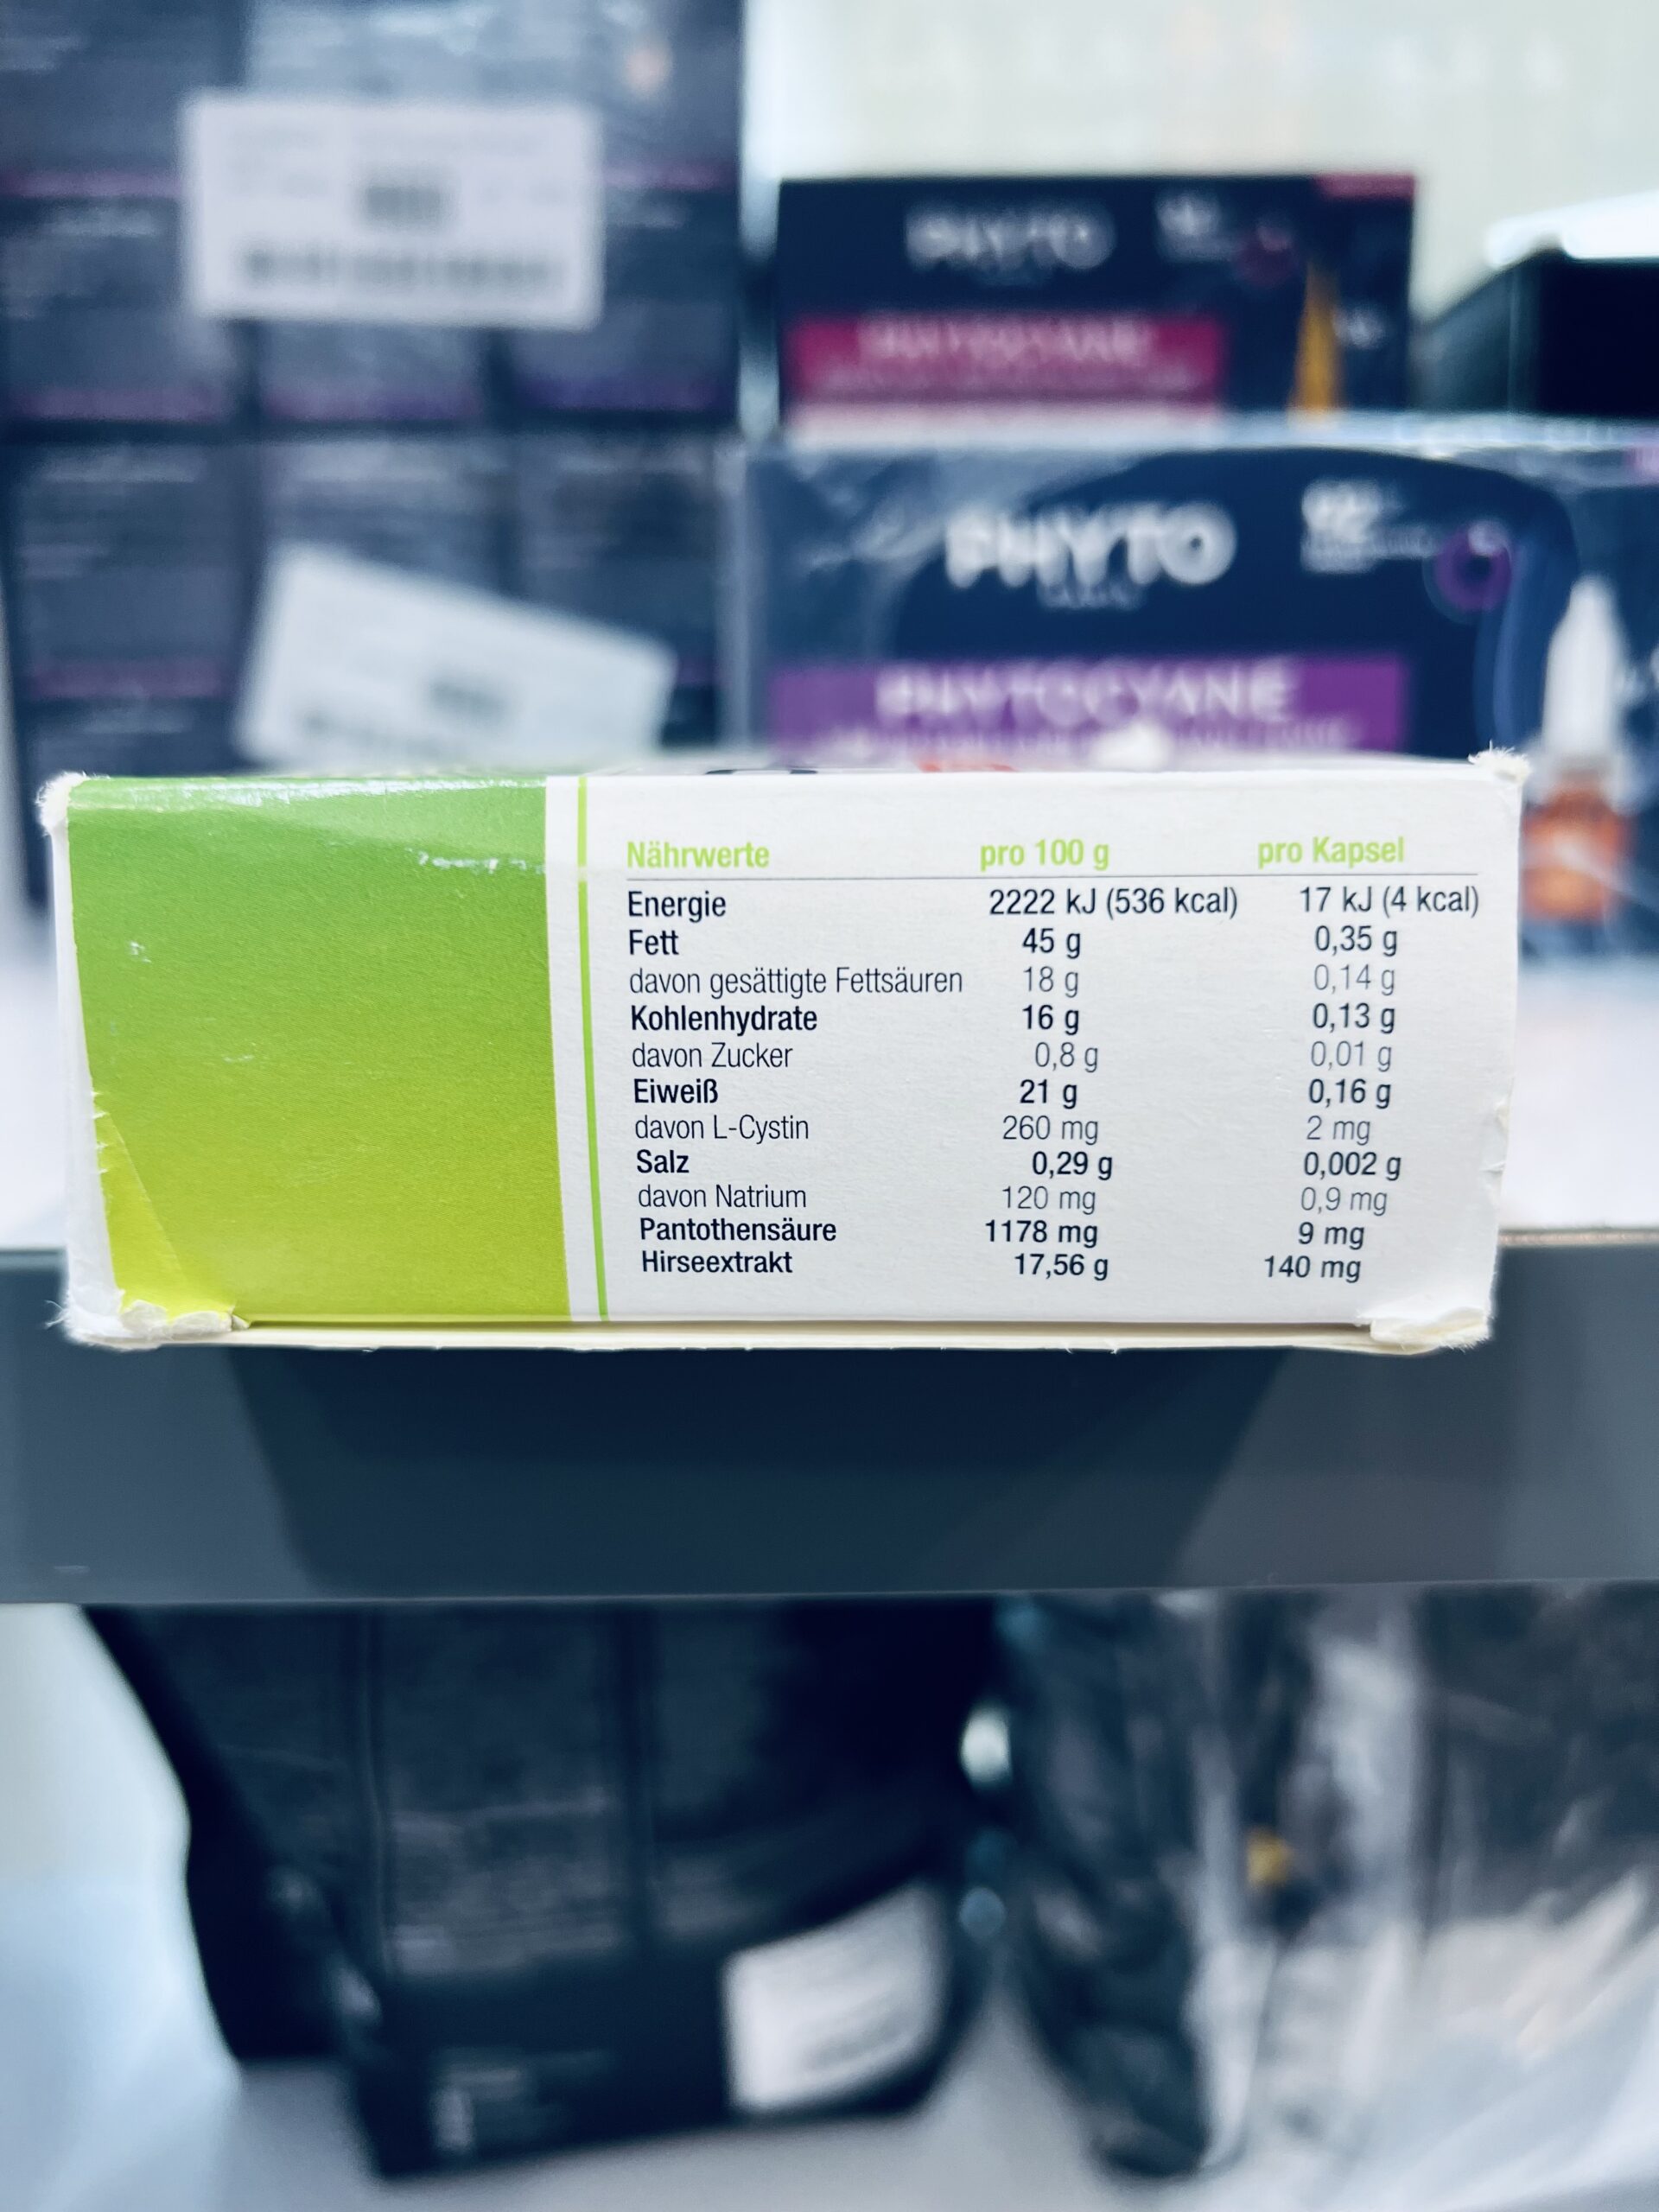 PHYTO
PHYTO
PHYTOCYANE
Nährwerte pro 100 g pro Kapsel
Energie 2222 kJ (536 kcal) 17 kJ (4 kcal)
Fett 45 g 0,35 g
davon gesättigte Fettsäuren 18 g 0,14 g
Kohlenhydrate 16 g 0,13 g
davon Zucker 0,8 g 0,01 g
Eiweiß 21 g 0,16 g
davon L-Cystin 260 mg 2 mg
Salz 0,29 g 0,002 g
davon Natrium 120 mg 0,9 mg
Pantothensäure 1178 mg 9 mg
Hirseextrakt 17,56 g 140 mg